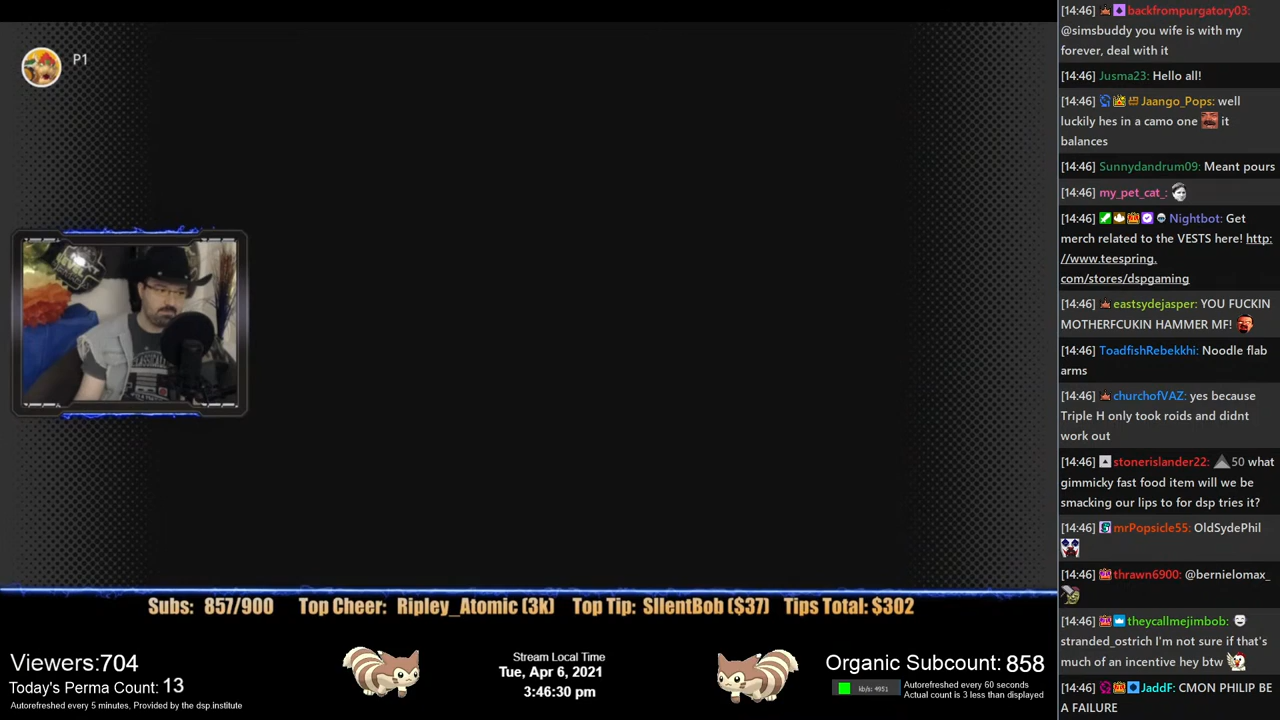 P1
Subs: 857/900 Top Cheer: Ripley_Atomic (3k) Top Tip: SIlentBob ($37) Tips Total: $302
Viewers:704
Today's Perma Count: 13
Autorefreshed every 5 minutes, Provided by the dsp.institute
Stream Local Time
Tue, Apr 6, 2021
3:46:30 pm
Organic Subcount: 858
kb/s: 4951
Autorefreshed every 60 seconds
Actual count is 3 less than displayed
[14:46] backfrompurgatory03:
@simsbuddy you wife is with my
forever, deal with it
[14:46] Jusma23: Hello all!
[14:46] Jaango_Pops: well
luckily hes in a camo one it
balances
[14:46] Sunnydandrum09: Meant pours
[14:46] my_pet_cat_:
[14:46] Nightbot: Get
merch related to the VESTS here! http:
//www.teespring.
com/stores/dspgaming
[14:46] eastsydejasper: YOU FUCKIN
MOTHERFCUKIN HAMMER MF!
[14:46] ToadfishRebekkhi: Noodle flab
arms
[14:46] churchofVAZ: yes because
Triple H only took roids and didnt
work out
[14:46] stonerislander22: 50 what
gimmicky fast food item will we be
smacking our lips to for dsp tries it?
[14:46] mrPopsicle55: OldSydePhil
[14:46] thrawn6900: @bernielomax_
[14:46] theycallmejimbob:
stranded_ostrich I'm not sure if that's
much of an incentive hey btw
[14:46] JaddF: CMON PHILIP BE
A FAILURE